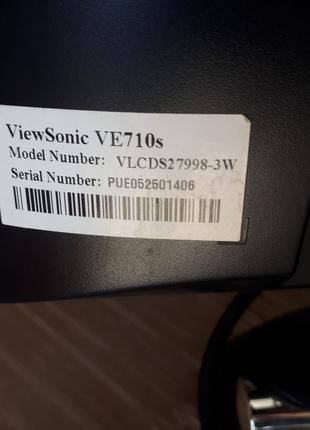 ViewSonic VE710s
Model Number: VLCDS27998-3W
Serial Number: PUE052501406